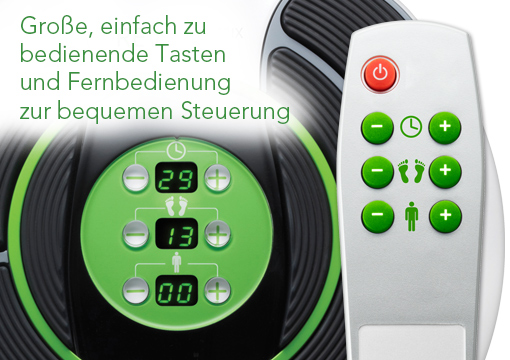 Große, einfach zu
bedienende Tasten
und Fernbedienung
zur bequemen Steuerung
29
13
00